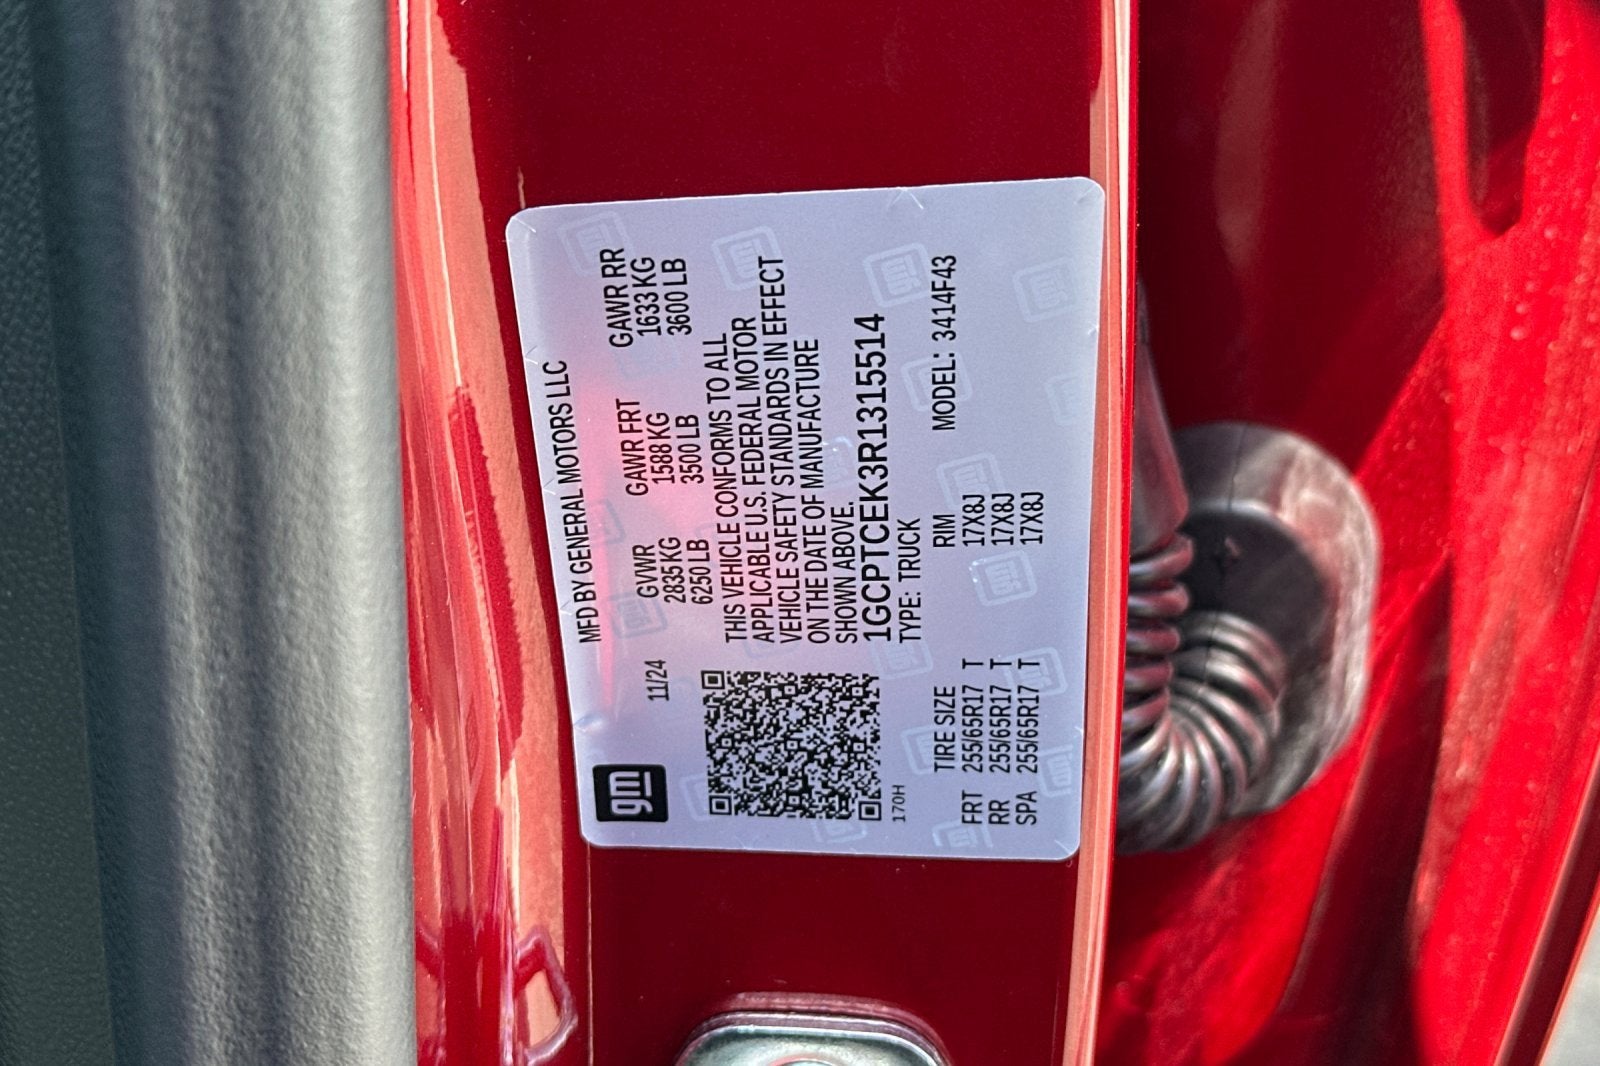 MFD BY GENERAL MOTORS LLC
gm
11/24
GVWR GAWR FRT GAWR RR
2835 KG 1588 KG 1633 KG
6250 LB 3500 LB 3600 LB
THIS VEHICLE CONFORMS TO ALL
APPLICABLE U.S. FEDERAL MOTOR
VEHICLE SAFETY STANDARDS IN EFFECT
ON THE DATE OF MANUFACTURE
SHOWN ABOVE.
1GCPTCEK3R1315514
170H
TYPE: TRUCK
TIRE SIZE RIM MODEL: 3414F43
FRT 255/65R17 T 17X8J
RR 255/65R17 T 17X8J
SPA 255/65R17 T 17X8J